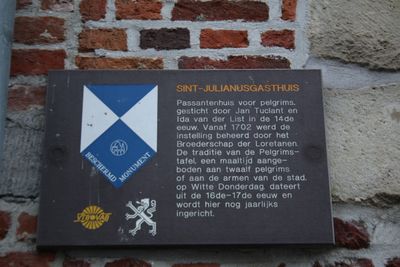 SINT-JULIANUSGASTHUIS
Passantenhuis voor pelgrims,
gesticht door Jan Tuclant en
Ida van der List in de 14de
eeuw. Vanaf 1702 werd de
instelling beheerd door het
Broederschap der Loretanen.
De traditie van de Pelgrims-
tafel, een maaltijd aange-
boden aan twaalf pelgrims
of aan de armen van de stad,
op Witte Donderdag, dateert
uit de 16de-17de eeuw en
wordt hier nog jaarlijks
ingericht.
BESCHERMD MONUMENT